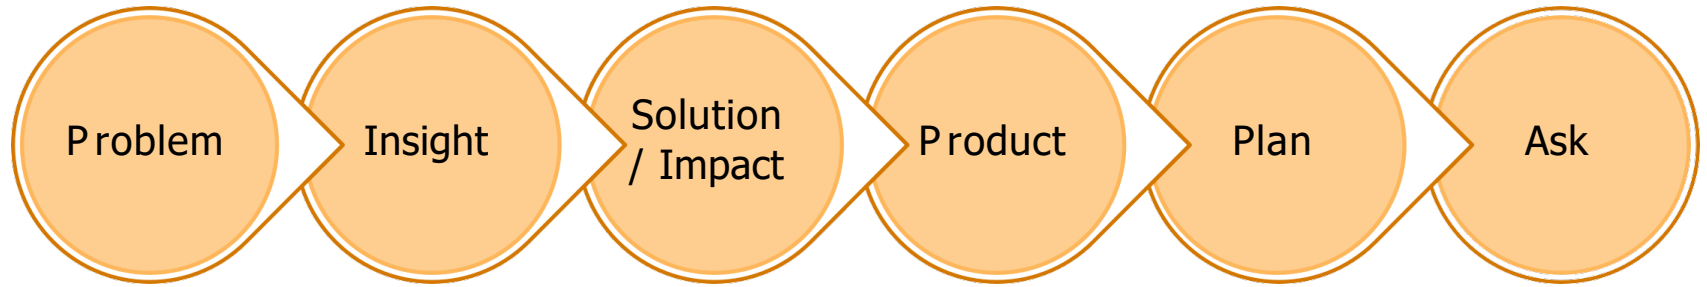 Problem
Insight
Solution
/ Impact
Product
Plan
Ask